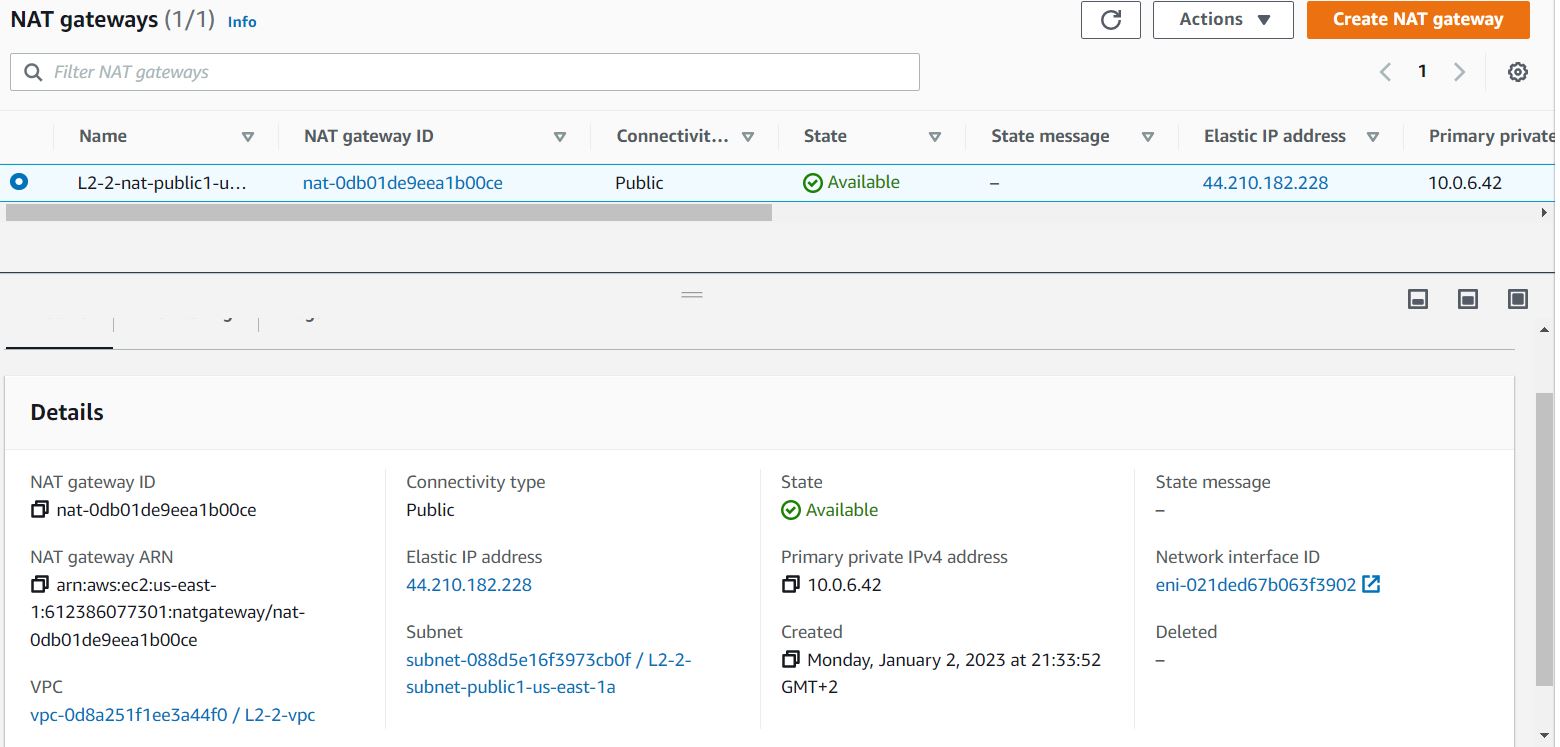 NAT gateways (1/1) Info
Actions
Create NAT gateway
Filter NAT gateways
1
Name NAT gateway ID Connectivit... State State message Elastic IP address Primary private
L2-2-nat-public1-u... nat-0db01de9eea1b00ce Public Available – 44.210.182.228 10.0.6.42
Details
NAT gateway ID
nat-0db01de9eea1b00ce
NAT gateway ARN
arn:aws:ec2:us-east-
1:612386077301:natgateway/nat-
0db01de9eea1b00ce
VPC
vpc-0d8a251f1ee3a44f0 / L2-2-vpc
Connectivity type
Public
Elastic IP address
44.210.182.228
Subnet
subnet-088d5e16f3973cb0f / L2-2-
subnet-public1-us-east-1a
State
Available
Primary private IPv4 address
10.0.6.42
Created
Monday, January 2, 2023 at 21:33:52
GMT+2
State message
–
Network interface ID
eni-021ded67b063f3902
Deleted
–